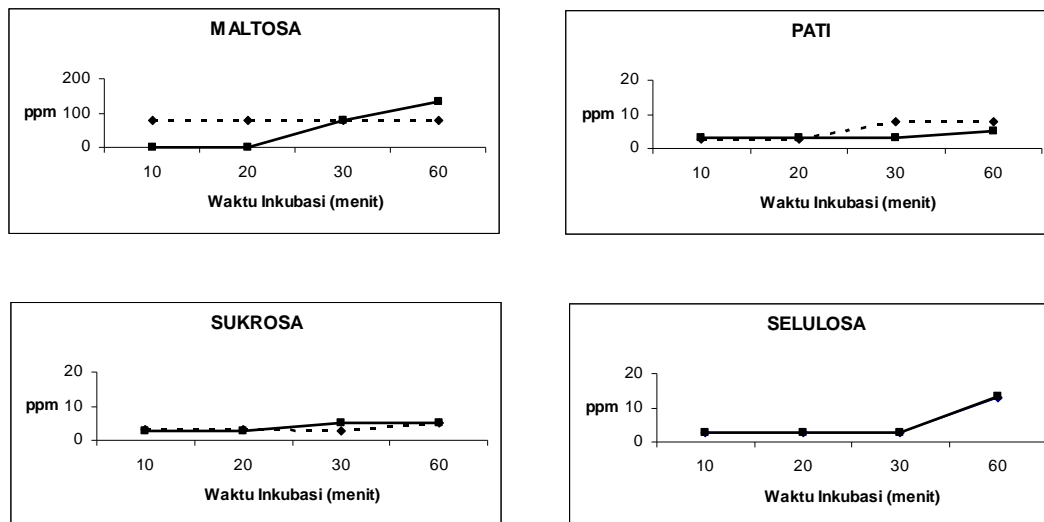 MALTOSA
200
ppm 100
0
10 20 30 60
Waktu Inkubasi (menit)
PATI
20
ppm 10
0
10 20 30 60
Waktu Inkubasi (menit)
SUKROSA
20
ppm 10
0
10 20 30 60
Waktu Inkubasi (menit)
SELULOSA
20
ppm 10
0
10 20 30 60
Waktu Inkubasi (menit)